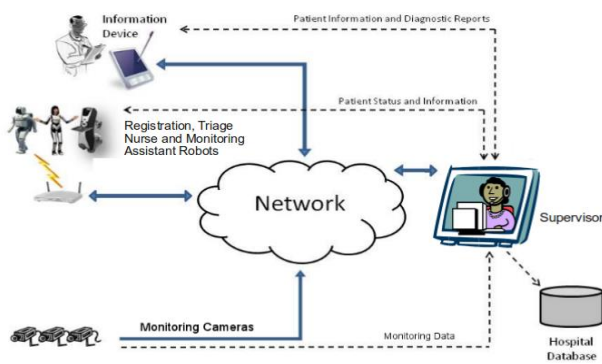 Patient Information and Diagnostic Reports
Information
Device
Patient Status and Information
Registration, Triage
Nurse and Monitoring
Assistant Robots
Network
Supervisor
Monitoring Cameras
Monitoring Data
Hospital
Database